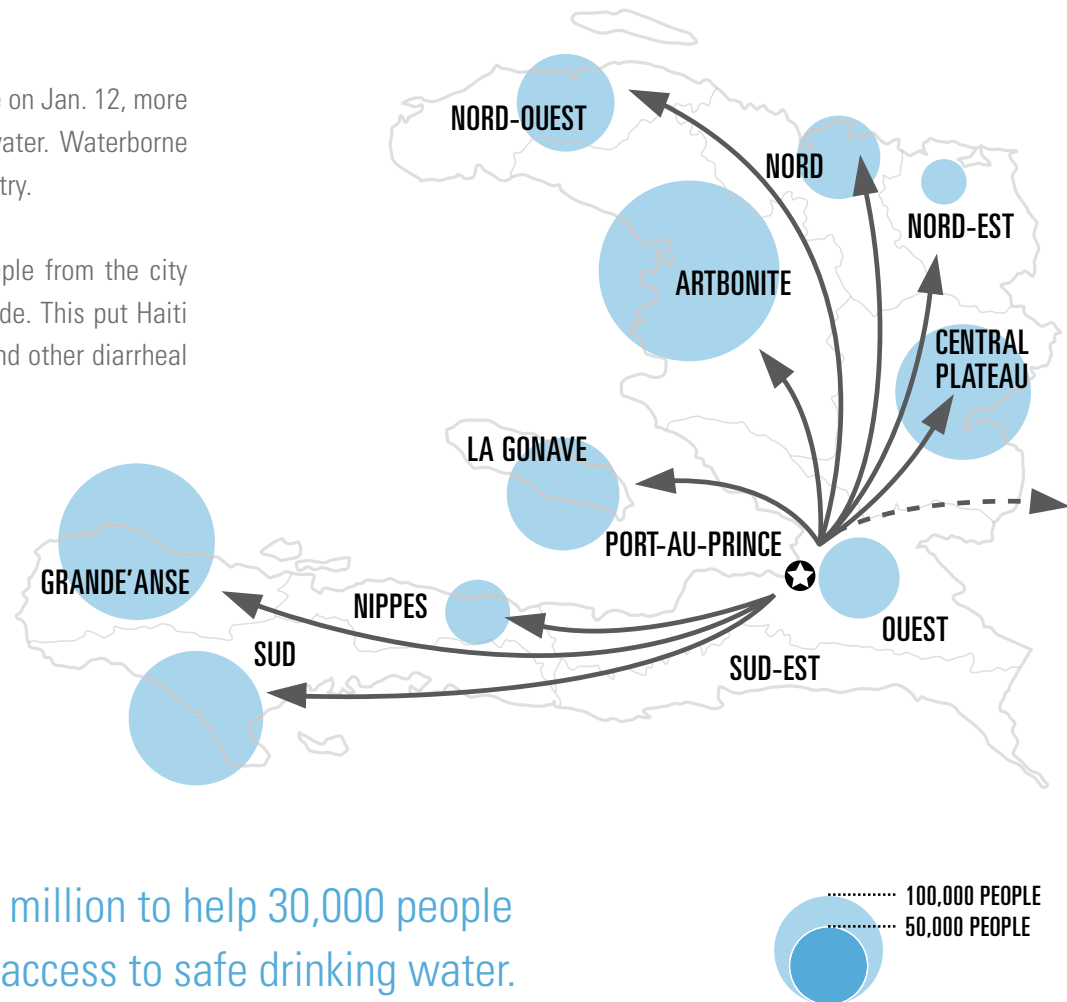 on Jan. 12, more
water. Waterborne
try.
ople from the city
de. This put Haiti
nd other diarrheal
NORD-OUEST
NORD
NORD-EST
ARTBONITE
CENTRAL
PLATEAU
LA GONAVE
PORT-AU-PRINCE
GRANDE'ANSE
NIPPES
OUEST
SUD
SUD-EST
million to help 30,000 people
access to safe drinking water.
100,000 PEOPLE
50,000 PEOPLE